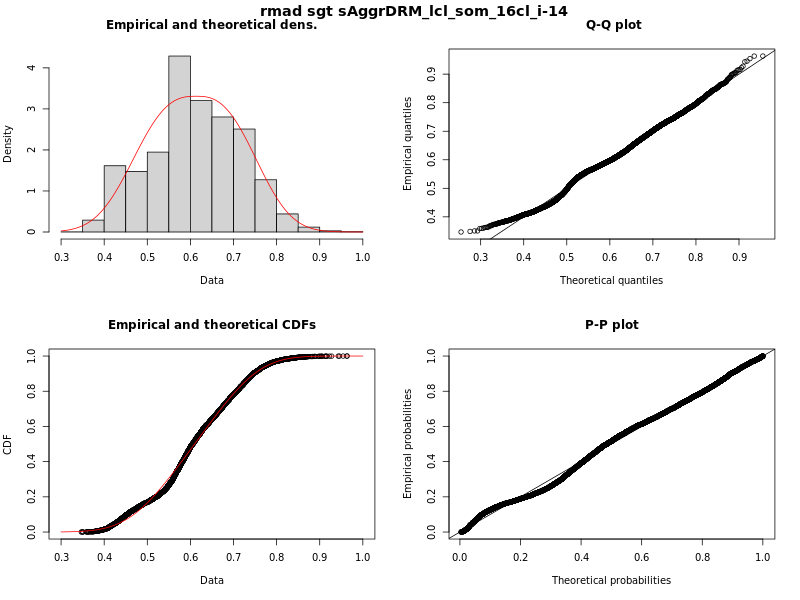 rmad sgt sAggrDRM_lcl_som_16cl_i-14
Empirical and theoretical dens.
Density
0 1 2 3 4
0.3 0.4 0.5 0.6 0.7 0.8 0.9 1.0
Data
Q-Q plot
Empirical quantiles
0.4 0.5 0.6 0.7 0.8 0.9
0.3 0.4 0.5 0.6 0.7 0.8 0.9
Theoretical quantiles
Empirical and theoretical CDFs
CDF
0.0 0.2 0.4 0.6 0.8 1.0
0.3 0.4 0.5 0.6 0.7 0.8 0.9 1.0
Data
P-P plot
Empirical probabilities
0.0 0.2 0.4 0.6 0.8 1.0
0.0 0.2 0.4 0.6 0.8 1.0
Theoretical probabilities